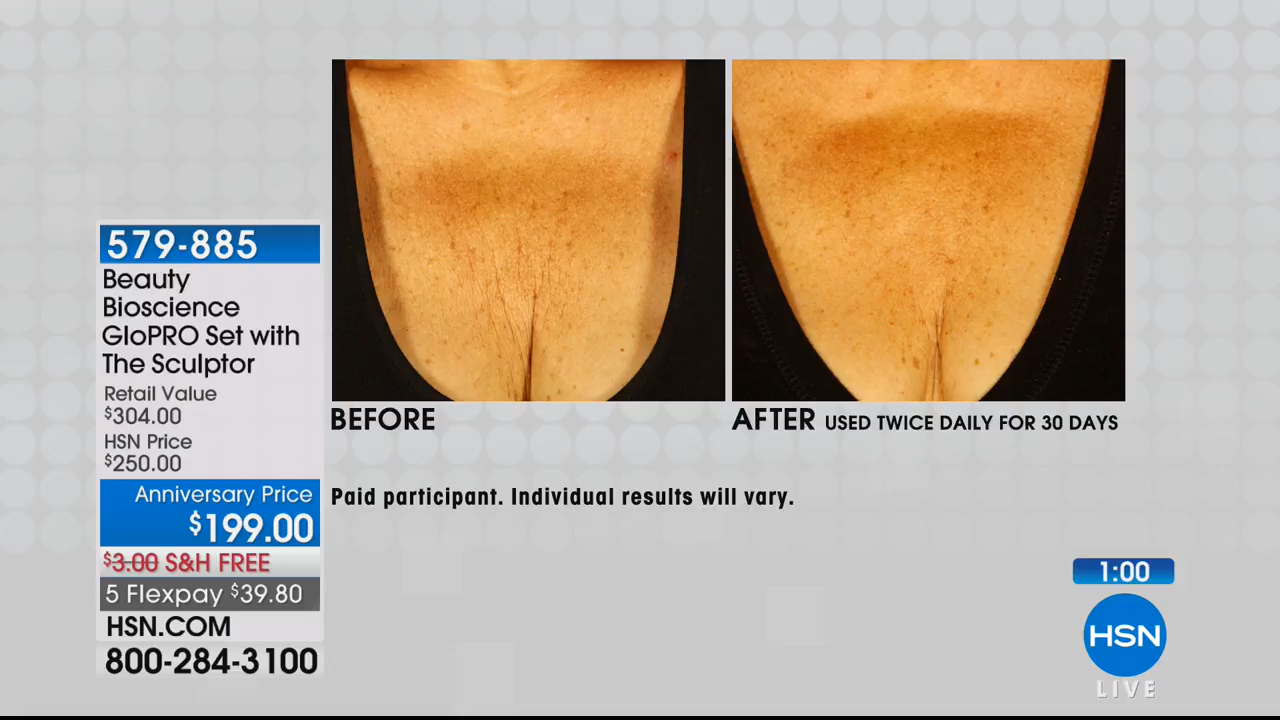 579-885
Beauty
Bioscience
GloPRO Set with
The Sculptor
Retail Value
$304.00
HSN Price
$250.00
Anniversary Price
$199.00
$3.00 S&H FREE
5 Flexpay $39.80
HSN.COM
800-284-3100
BEFORE
AFTER USED TWICE DAILY FOR 30 DAYS
Paid participant. Individual results will vary.
1:00
HSN
LIVE